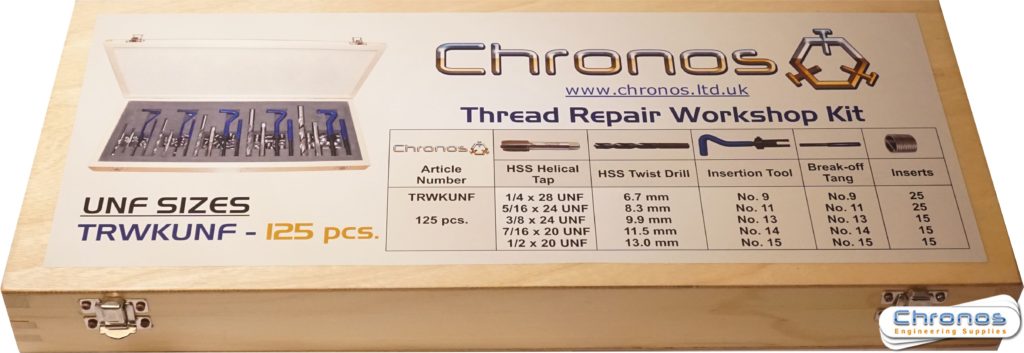 Chronos
www.chronos.ltd.uk
Thread Repair Workshop Kit
UNF SIZES
TRWKUNF - 125 pcs.
Chronos
Article Number HSS Helical Tap HSS Twist Drill Insertion Tool Break-off Tang Inserts
TRWKUNF 1/4 x 28 UNF 6.7 mm No. 9 No.9 25
5/16 x 24 UNF 8.3 mm No. 11 No. 11 25
125 pcs. 3/8 x 24 UNF 9.9 mm No. 13 No. 13 15
7/16 x 20 UNF 11.5 mm No. 14 No. 14 15
1/2 x 20 UNF 13.0 mm No. 15 No. 15 15
Chronos
Engineering Supplies